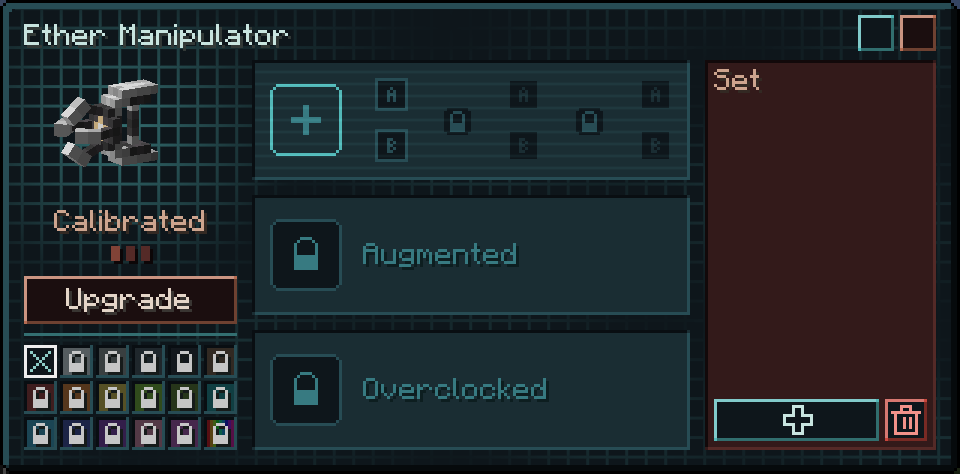 Ether Manipulator
Calibrated
Upgrade
A A A
B B B
Augmented
Overclocked
Set